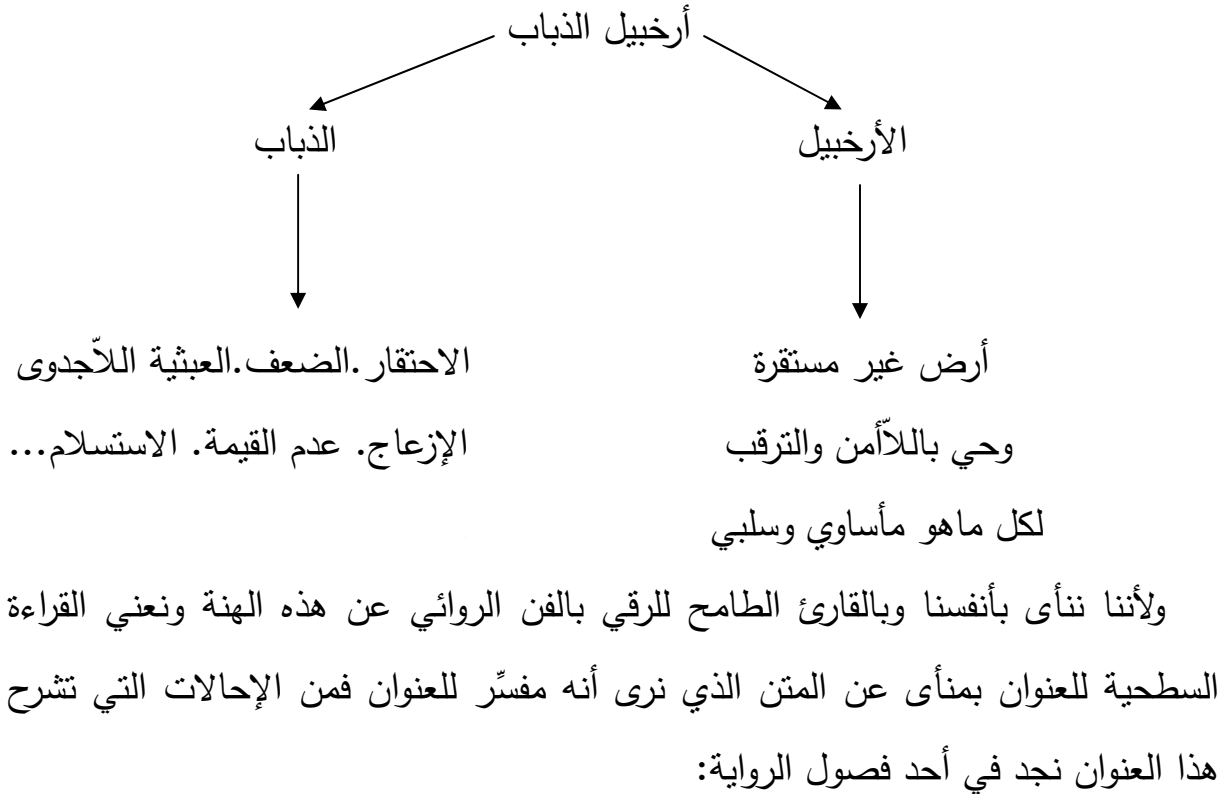 أرخبيل الذباب
الأرخبيل
الذباب
أرض غير مستقرة
الاحتقار.الضعف.العبثية اللاّجدوى
وحي باللاّأمن والترقب
الإزعاج. عدم القيمة. الاستسلام...
لكل ماهو مأساوي وسلبي
ولأننا ننأى بأنفسنا وبالقارئ الطامح للرقي بالفن الروائي عن هذه الهنة ونعني القراءة
السطحية للعنوان بمنأى عن المتن الذي نرى أنه مفسِّر للعنوان فمن الإحالات التي تشرح
هذا العنوان نجد في أحد فصول الرواية: